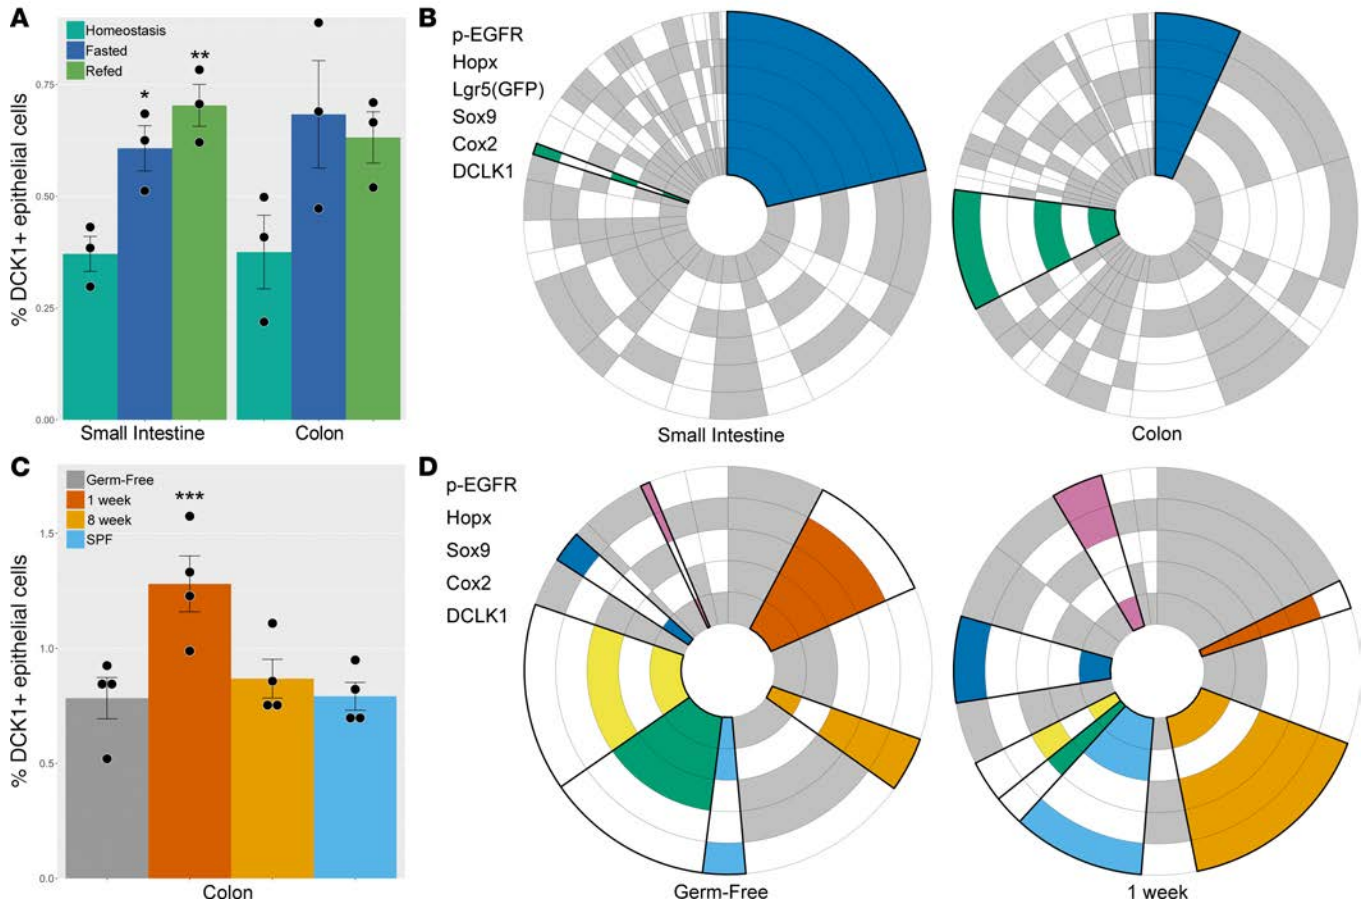 A
% DCK1+ epithelial cells
Homeostasis
Fasted
Refed
*
**
0.75
0.50
0.25
0.00
Small Intestine
Colon
B
p-EGFR
Hopx
Lgr5(GFP)
Sox9
Cox2
DCLK1
Small Intestine
Colon
C
% DCK1+ epithelial cells
Germ-Free
1 week
8 week
SPF
***
1.5
1.0
0.5
0.0
Colon
D
p-EGFR
Hopx
Sox9
Cox2
DCLK1
Germ-Free
1 week